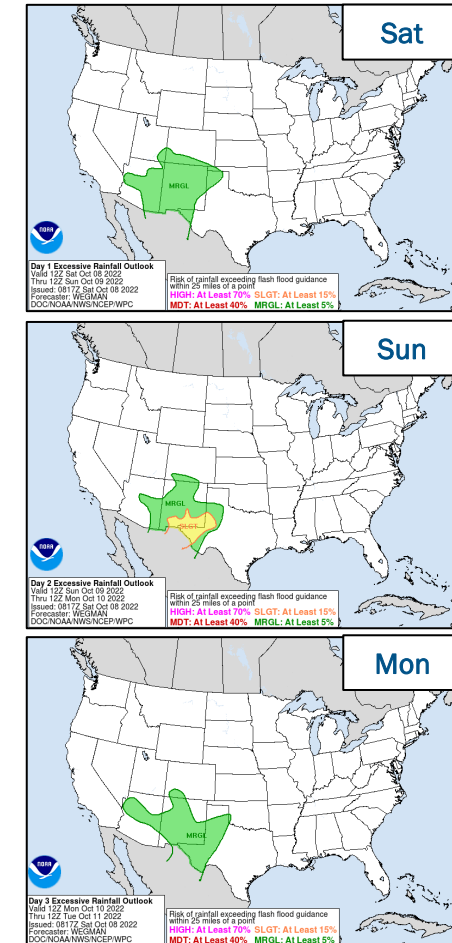 Sat
MRGL
NOAA
Day 1 Excessive Rainfall Outlook
Valid 12Z Sat Oct 08 2022
Thru 12Z Sun Oct 09 2022
Issued: 0817Z Sat Oct 08 2022
Forecaster: WEGMAN
DOC/NOAA/NWS/NCEP/WPC
Risk of rainfall exceeding flash flood guidance
within 25 miles of a point
HIGH: At Least 70% SLGT: At Least 15%
MDT: At Least 40% MRGL: At Least 5%
Sun
MRGL
SLGT
NOAA
Day 2 Excessive Rainfall Outlook
Valid 12Z Sun Oct 09 2022
Thru 12Z Mon Oct 10 2022
Issued: 0817Z Sat Oct 08 2022
Forecaster: WEGMAN
DOC/NOAA/NWS/NCEP/WPC
Risk of rainfall exceeding flash flood guidance
within 25 miles of a point
HIGH: At Least 70% SLGT: At Least 15%
MDT: At Least 40% MRGL: At Least 5%
Mon
MRGL
NOAA
Day 3 Excessive Rainfall Outlook
Valid 12Z Mon Oct 10 2022
Thru 12Z Tue Oct 11 2022
Issued: 0817Z Sat Oct 08 2022
Forecaster: WEGMAN
DOC/NOAA/NWS/NCEP/WPC
Risk of rainfall exceeding flash flood guidance
within 25 miles of a point
HIGH: At Least 70% SLGT: At Least 15%
MDT: At Least 40% MRGL: At Least 5%